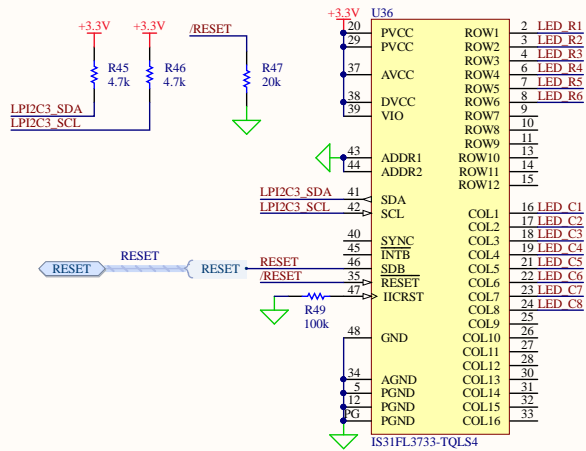 +3.3V
+3.3V
R45
4.7k
R46
4.7k
LPI2C3_SDA
LPI2C3_SCL
/RESET
R47
20k
+3.3V
U36
20 PVCC
29 PVCC
37 AVCC
38 DVCC
39 VIO
43 ADDR1
44 ADDR2
LPI2C3_SDA 41 SDA
LPI2C3_SCL 42 SCL
40 SYNC
45 INTB
RESET 46 SDB
/RESET 35 RESET
47 IICRST
R49
100k
48 GND
34 AGND
5 PGND
12 PGND
PG PGND
ROW1 2 LED_R1
ROW2 3 LED_R2
ROW3 4 LED_R3
ROW4 6 LED_R4
ROW5 7 LED_R5
ROW6 8 LED_R6
ROW7 9
ROW8 10
ROW9 11
ROW10 13
ROW11 14
ROW12 15
COL1 16 LED_C1
COL2 17 LED_C2
COL3 18 LED_C3
COL4 19 LED_C4
COL5 21 LED_C5
COL6 22 LED_C6
COL7 23 LED_C7
COL8 24 LED_C8
COL9 25
COL10 26
COL11 27
COL12 28
COL13 30
COL14 31
COL15 32
COL16 33
IS31FL3733-TQLS4
RESET
RESET
RESET